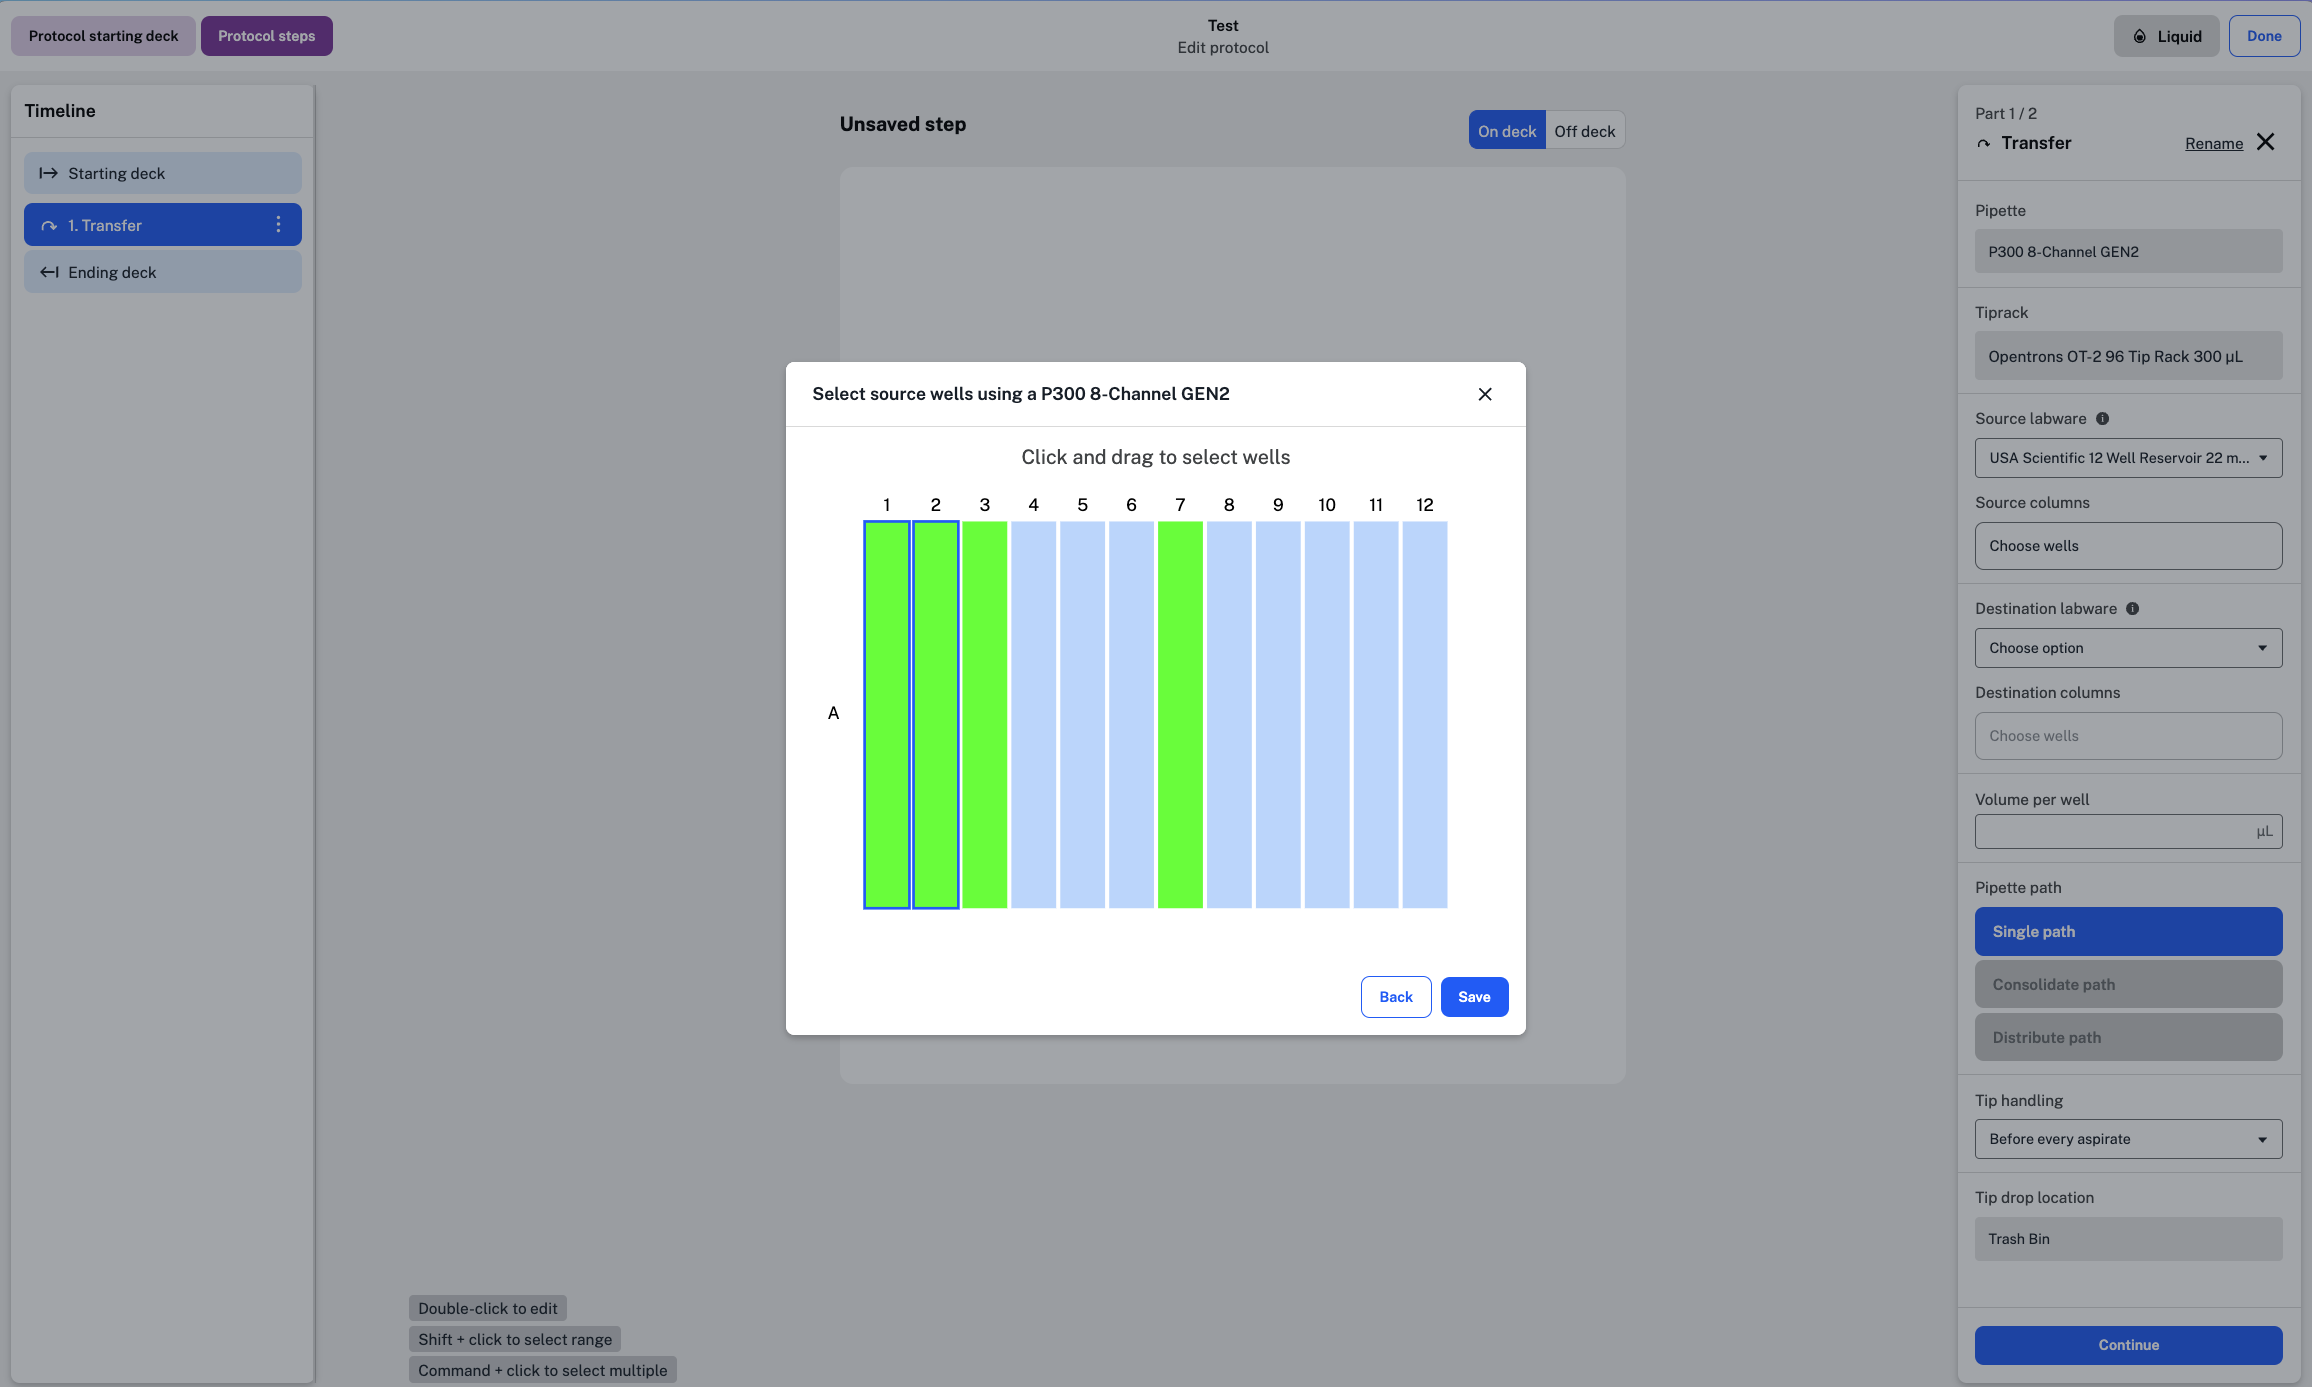 Protocol starting deck
Protocol steps
Test
Edit protocol
Liquid
Done
Timeline
Starting deck
1. Transfer
Ending deck
Unsaved step
On deck
Off deck
Select source wells using a P300 8-Channel GEN2
Click and drag to select wells
1 2 3 4 5 6 7 8 9 10 11 12
A
Back
Save
Double-click to edit
Shift + click to select range
Command + click to select multiple
Part 1 / 2
Transfer
Rename
Pipette
P300 8-Channel GEN2
Tiprack
Opentrons OT-2 96 Tip Rack 300 µL
Source labware
USA Scientific 12 Well Reservoir 22 m...
Source columns
Choose wells
Destination labware
Choose option
Destination columns
Choose wells
Volume per well
µL
Pipette path
Single path
Consolidate path
Distribute path
Tip handling
Before every aspirate
Tip drop location
Trash Bin
Continue